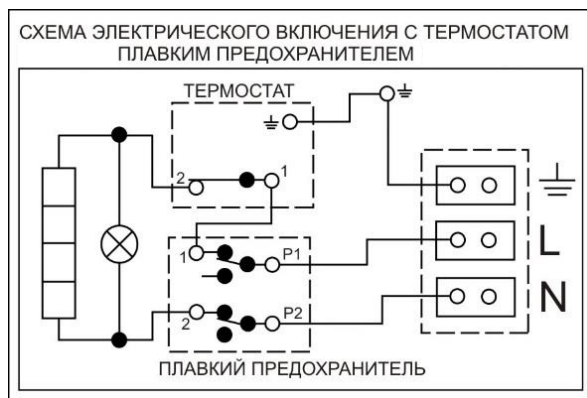 СХЕМА ЭЛЕКТРИЧЕСКОГО ВКЛЮЧЕНИЯ С ТЕРМОСТАТОМ
ПЛАВКИМ ПРЕДОХРАНИТЕЛЕМ
ТЕРМОСТАТ
2
1
1
P1
L
2
P2
N
ПЛАВКИЙ ПРЕДОХРАНИТЕЛЬ